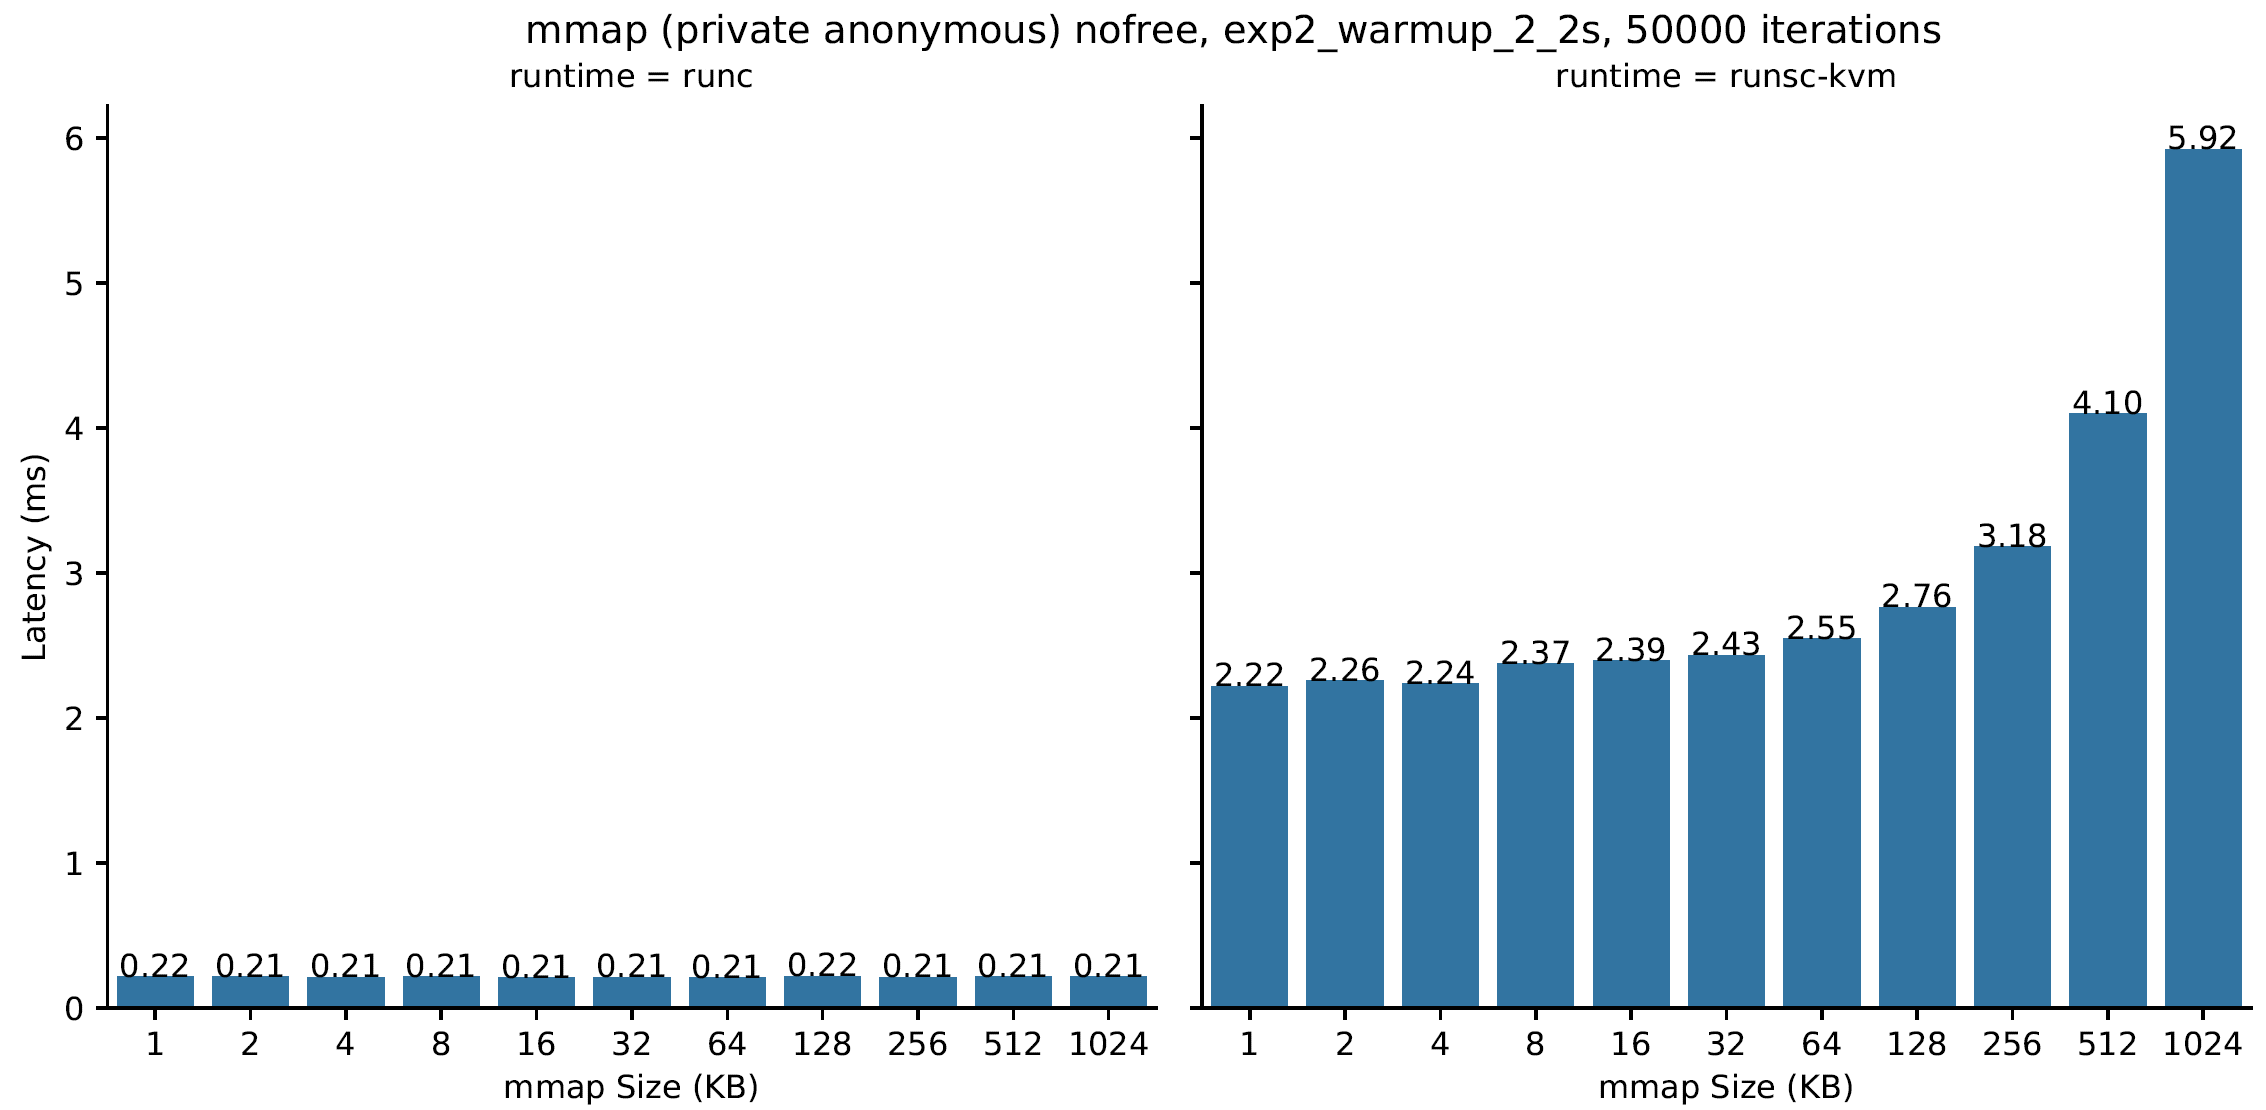 mmap (private anonymous) nofree, exp2_warmup_2_2s, 50000 iterations
runtime = runc
runtime = runsc-kvm
Latency (ms)
6
5
4
3
2
1
0
0.22 0.21 0.21 0.21 0.21 0.21 0.21 0.22 0.21 0.21 0.21
1 2 4 8 16 32 64 128 256 512 1024
mmap Size (KB)
2.22 2.26 2.24 2.37 2.39 2.43 2.55 2.76 3.18 4.10 5.92
1 2 4 8 16 32 64 128 256 512 1024
mmap Size (KB)